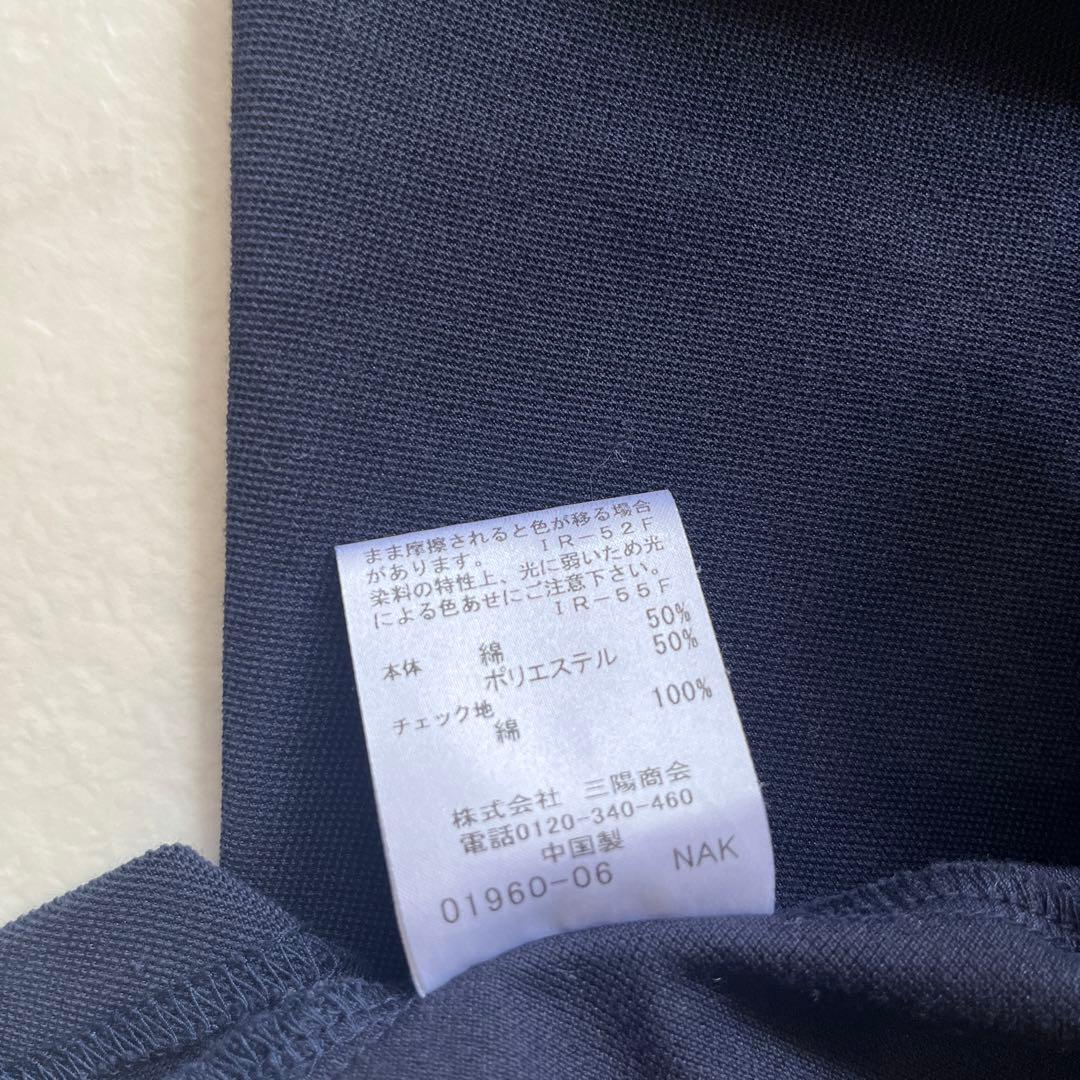 まま摩擦されると色が移る場合
があります。 IR-52F
染料の特性上、光に弱いため光
による色あせにご注意下さい。
IR-55F
本体 綿 50%
ポリエステル 50%
チェック地
綿 100%
株式会社 三陽商会
電話0120-340-460
中国製
01960-06 NAK